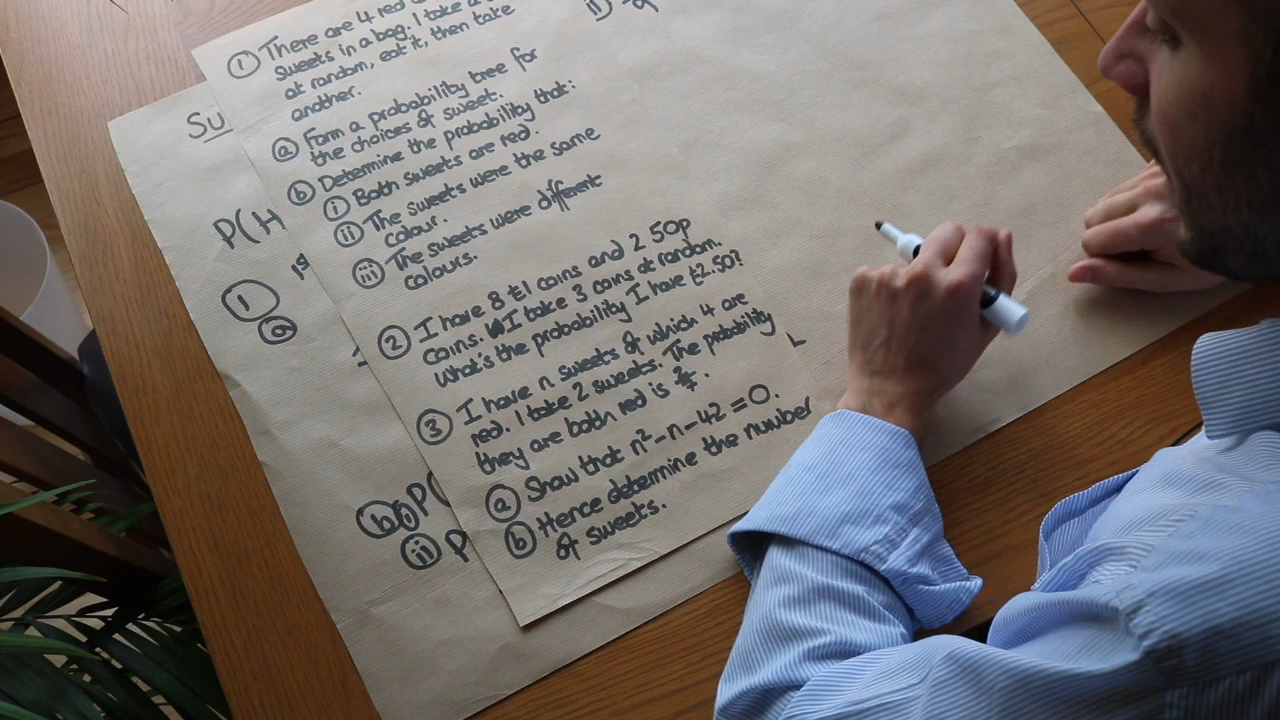 ① There are 4 red
sweets in a bag. I take a
at random, eat it, then take
another.
ⓐ Form a probability tree for
the choices of sweet.
ⓑ Determine the probability that:
ⓘ Both sweets are red.
ⓘⓘ The sweets were the same
colour.
ⓘⓘⓘ The sweets were different
colours.
② I have 8 £1 coins and 2 50p
coins. I take 3 coins at random.
What's the probability I have £2.50?
③ I have n sweets of which 4 are
red. I take 2 sweets. The probability
they are both red is 2/7.
ⓐ Show that n²-n-42=0.
ⓑ Hence determine the number
of sweets.
Su
P(H
1s
①
ⓐ
ⓑ ⓘ P(
ⓘⓘ P
ii)